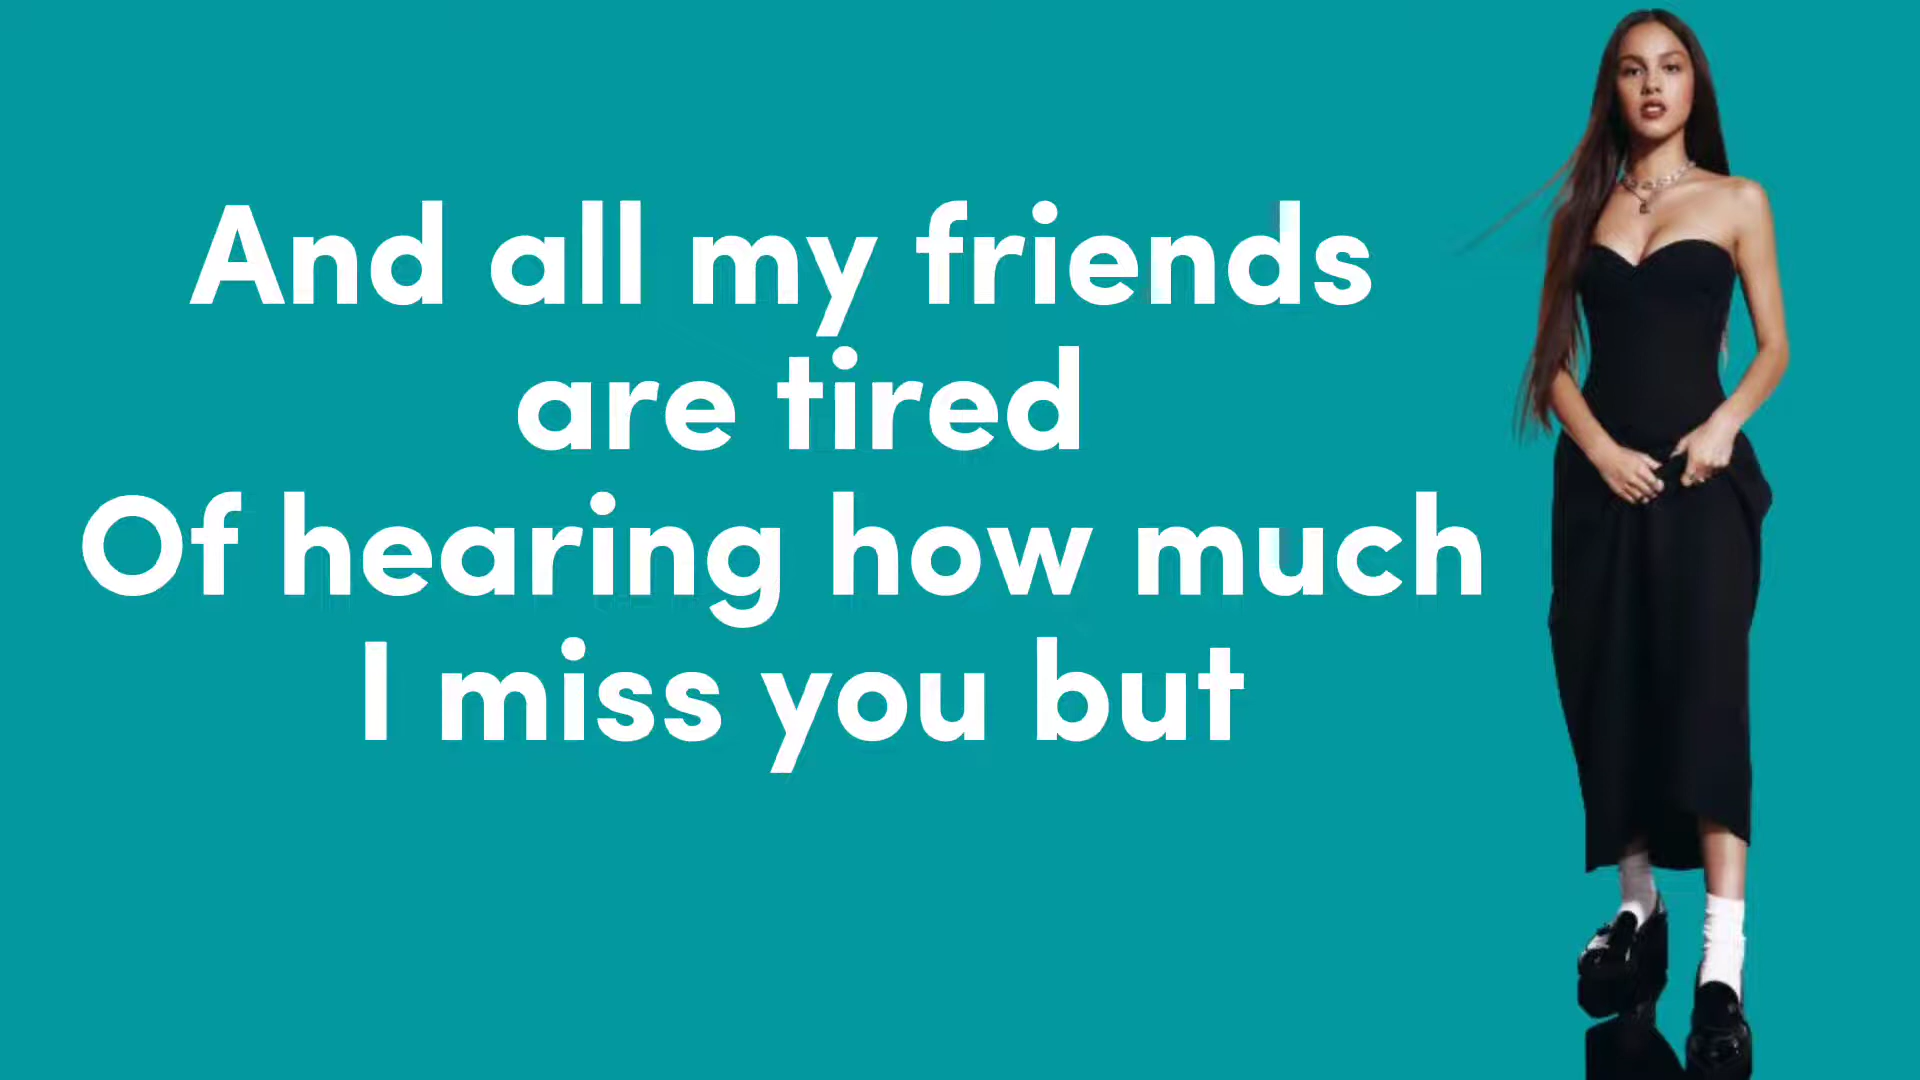 And all my friends
are tired
Of hearing how much
I miss you but